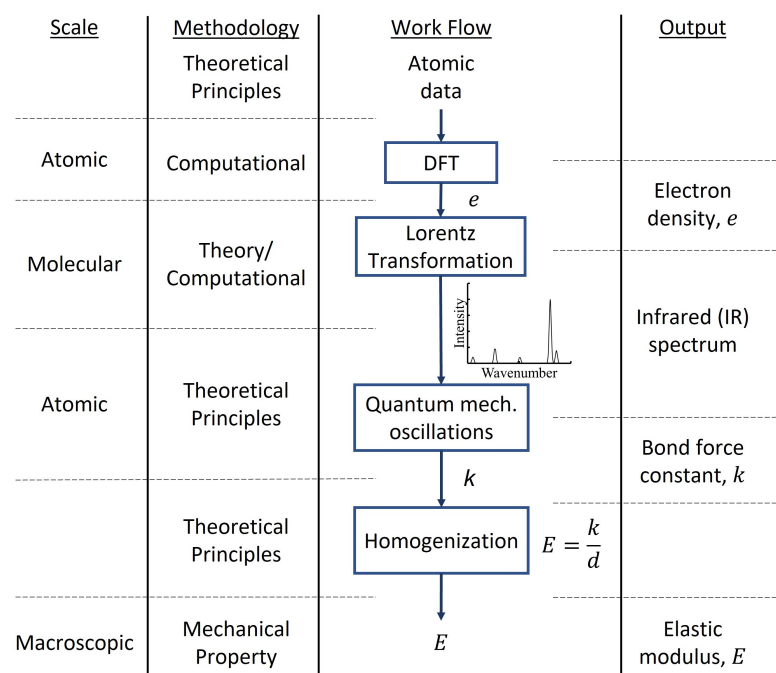 Scale Methodology Work Flow Output
Theoretical
Principles
Atomic
data
Atomic Computational DFT
e
Electron
density, e
Molecular
Theory/
Computational
Lorentz
Transformation
Intensity
Wavenumber
Infrared (IR)
spectrum
Atomic
Theoretical
Principles
Quantum mech.
oscillations
k
Bond force
constant, k
Theoretical
Principles
Homogenization
E = k/d
Macroscopic
Mechanical
Property
E
Elastic
modulus, E